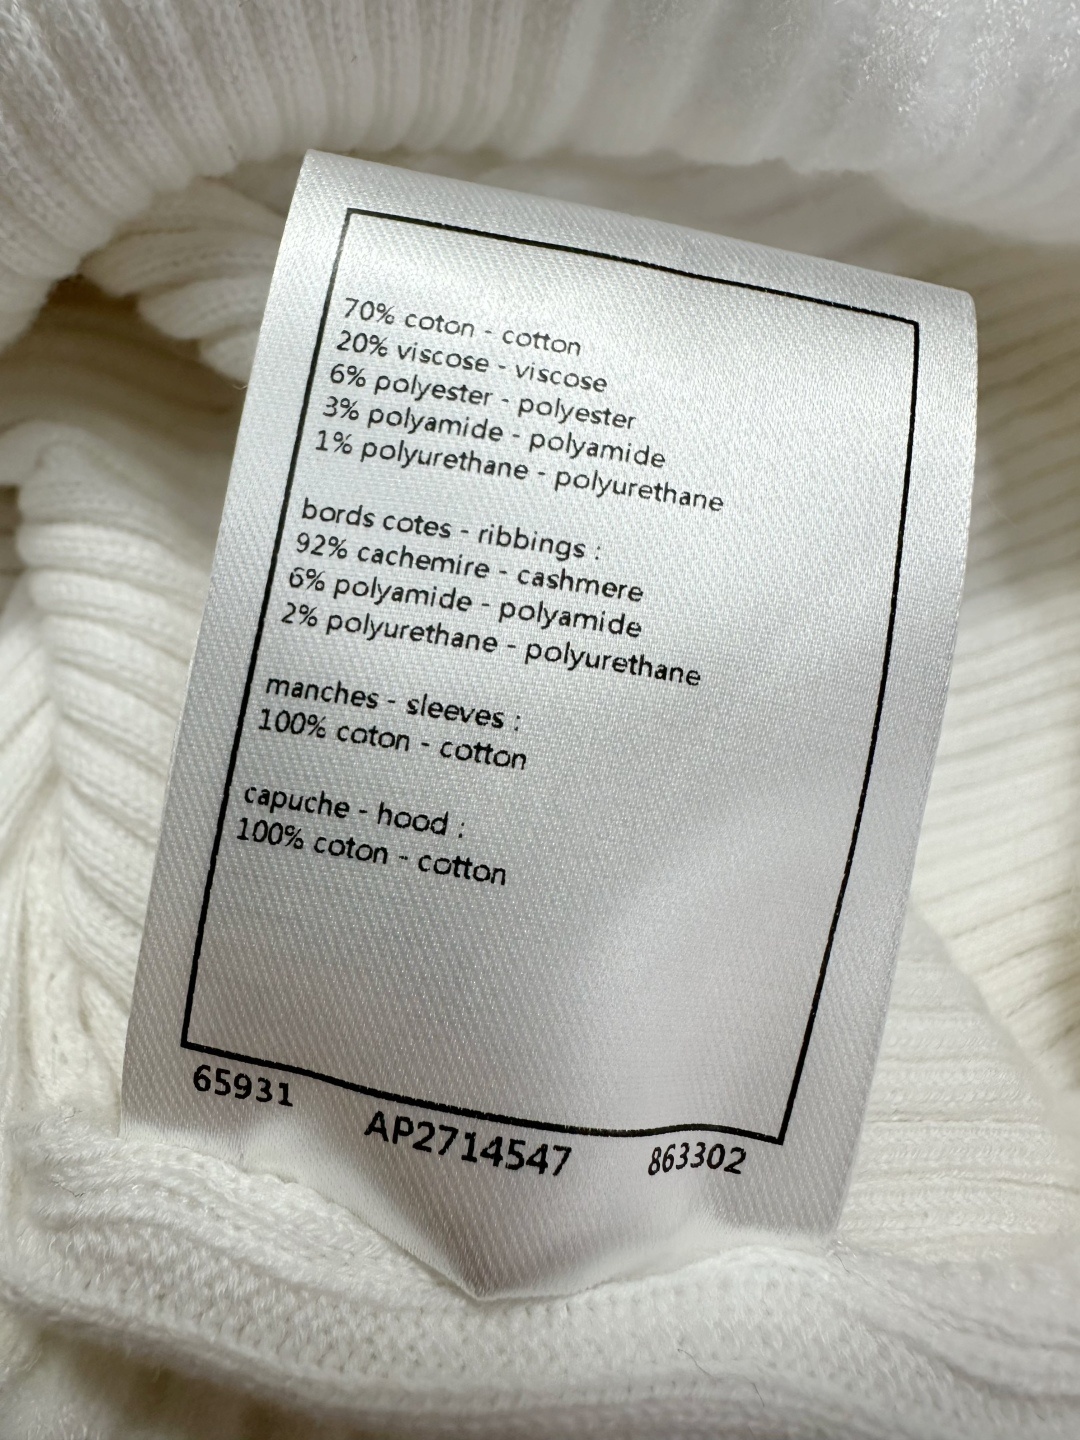 70% coton - cotton
20% viscose - viscose
6% polyester - polyester
3% polyamide - polyamide
1% polyurethane - polyurethane
bords cotes - ribbings :
92% cachemire - cashmere
6% polyamide - polyamide
2% polyurethane - polyurethane
manches - sleeves :
100% coton - cotton
capuche - hood :
100% coton - cotton
65931 AP2714547 863302